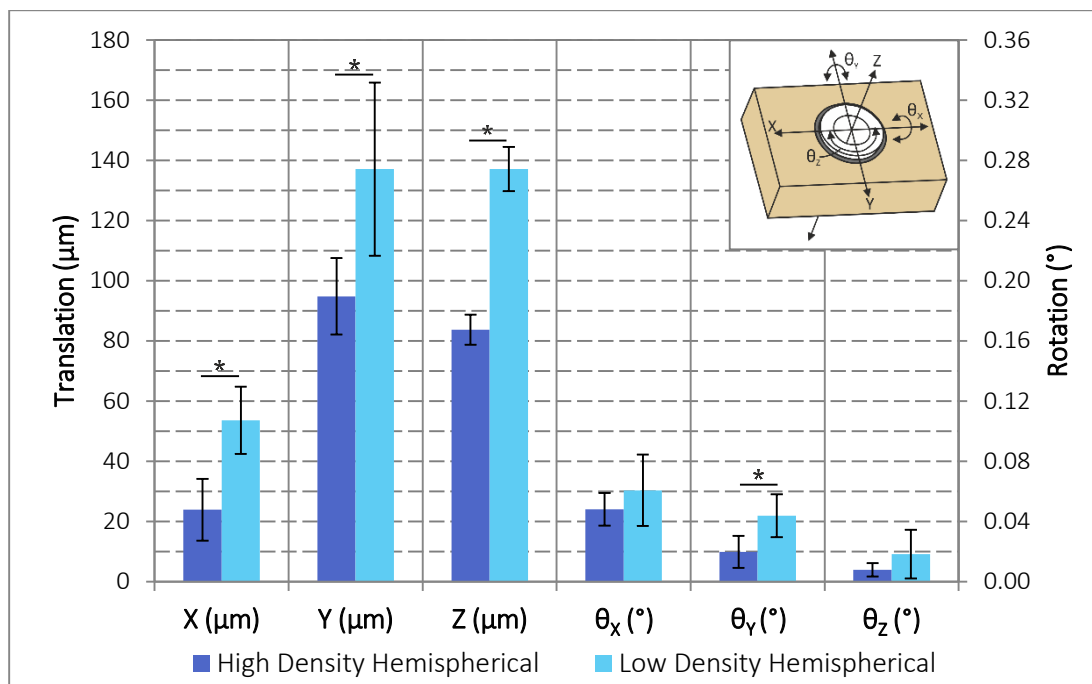 180
160
140
120
100
80
60
40
20
0
Translation (µm)
0.36
0.32
0.28
0.24
0.20
0.16
0.12
0.08
0.04
0.00
Rotation (°)
*
*
*
*
θY
Z
X
θX
θZ
Y
X (µm)
Y (µm)
Z (µm)
θX (°)
θY (°)
θZ (°)
High Density Hemispherical
Low Density Hemispherical